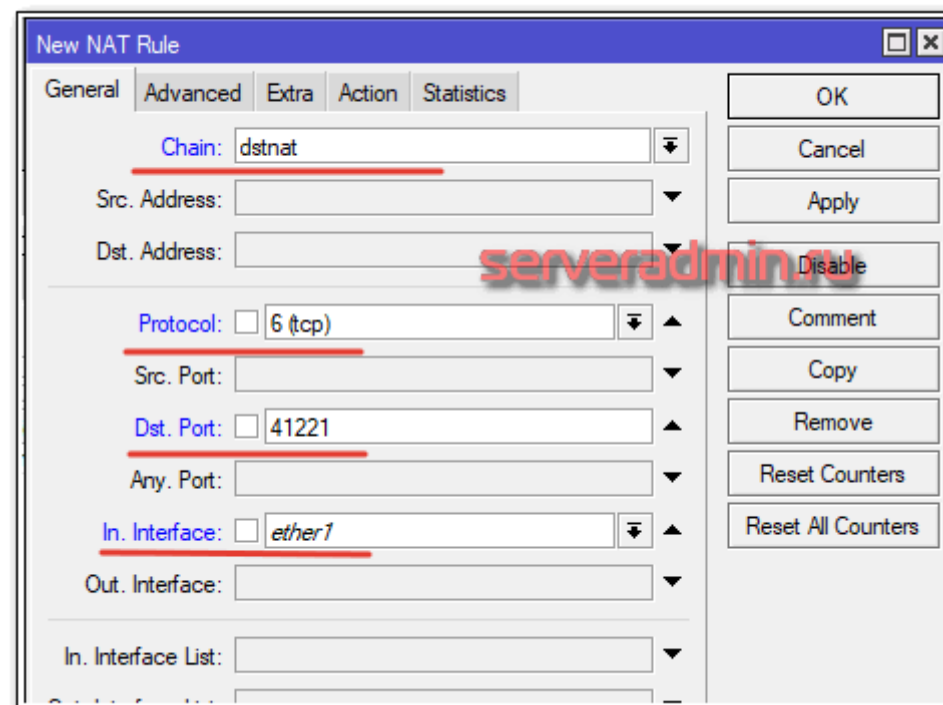 New NAT Rule
General Advanced Extra Action Statistics
OK
Chain: dstnat
Cancel
Src. Address:
Apply
Dst. Address:
serveradmin.ru
Disable
Protocol: 6 (tcp)
Comment
Src. Port:
Copy
Dst. Port: 41221
Remove
Any. Port:
Reset Counters
In. Interface: ether1
Reset All Counters
Out. Interface:
In. Interface List: